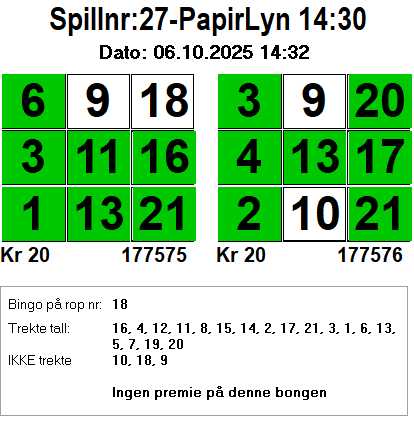 Spillnr:27-PapirLyn 14:30
Dato: 06.10.2025 14:32
6 9 18 3 9 20
3 11 16 4 13 17
1 13 21 2 10 21
Kr 20 177575 Kr 20 177576
Bingo på rop nr: 18
Trekte tall: 16, 4, 12, 11, 8, 15, 14, 2, 17, 21, 3, 1, 6, 13,
5, 7, 19, 20
IKKE trekte 10, 18, 9
Ingen premie på denne bongen